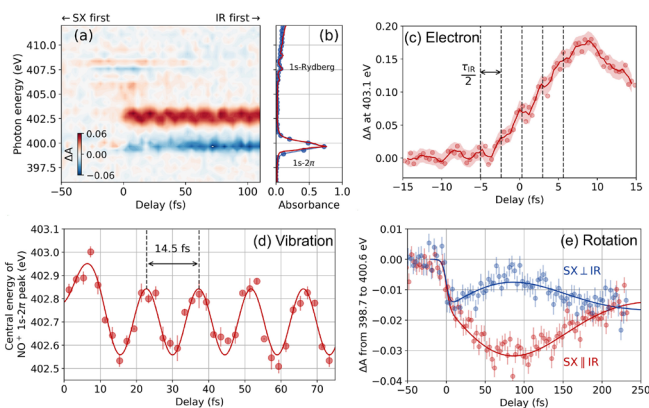 ← SX first IR first →
(a)
Photon energy (eV)
412.5
410.0
407.5
405.0
402.5
400.0
397.5
0.06
ΔA
-0.06
-50 0 50 100
Delay (fs)
(b)
1s-Rydberg
1s-2π
0.0 0.5 1.0
Absorbance
(c) Electron
τIR
2
ΔA at 403.1 eV
0.20
0.15
0.10
0.05
0.00
−15 −10 −5 0 5 10 15
Delay (fs)
(d) Vibration
14.5 fs
Central energy of
NO⁺ 1s-2π peak (eV)
403.1
403.0
402.9
402.8
402.7
402.6
402.5
0 10 20 30 40 50 60 70
Delay (fs)
(e) Rotation
SX⊥IR
SX∥IR
ΔA from 398.7 to 400.6 eV
0.01
0.00
−0.01
−0.02
−0.03
−0.04
−50 0 50 100 150 200 250
Delay (fs)